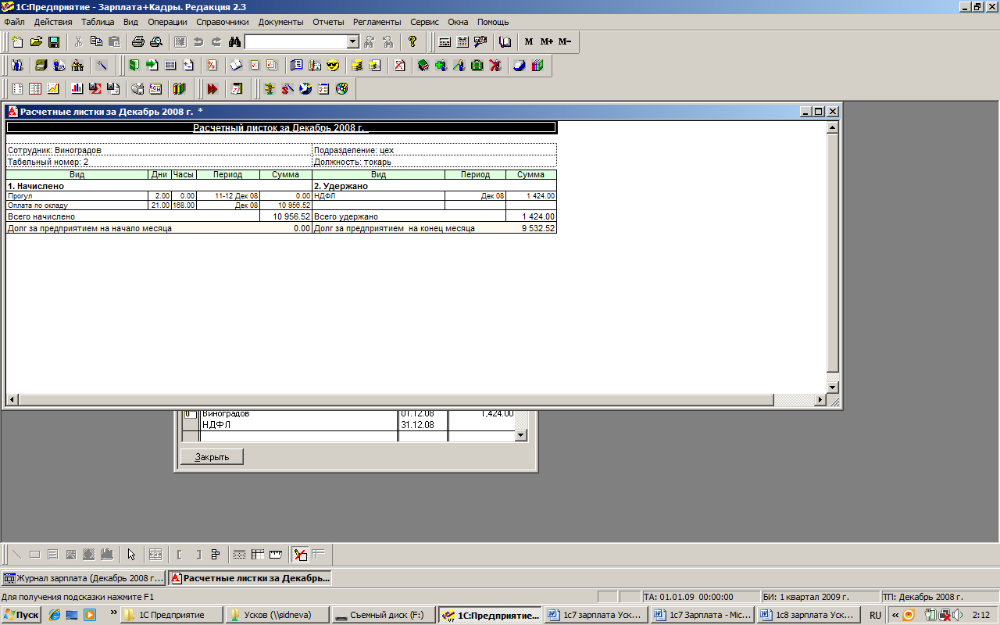 1С:Предприятие - Зарплата+Кадры. Редакция 2.3
Файл Действия Таблица Вид Операции Справочники Документы Отчеты Регламенты Сервис Окна Помощь
M M+ M−
Расчетные листки за Декабрь 2008 г. *
Расчетный листок за Декабрь 2008 г.
Сотрудник: Виноградов Подразделение: цех
Табельный номер: 2 Должность: токарь
Вид Дни Часы Период Сумма Вид Период Сумма
1. Начислено 2. Удержано
Прогул 2.00 0.00 11-12 Дек 08 0.00 НДФЛ Дек 08 1 424.00
Оплата по окладу 21.00 168.00 Дек 08 10 956.52
Всего начислено 10 956.52 Всего удержано 1 424.00
Долг за предприятием на начало месяца 0.00 Долг за предприятием на конец месяца 9 532.52
Виноградов 01.12.08 1,424.00
НДФЛ 31.12.08
Закрыть
Журнал зарплата (Декабрь 2008 г... Расчетные листки за Декабрь...
Для получения подсказки нажмите F1 ТА: 01.01.09 00:00:00 БИ: 1 квартал 2009 г. ТП: Декабрь 2008 г.
Пуск » 1С Предприятие Усков (\\sidneva) Съемный диск (F:) 1С:Предприятие... 1с7 зарплата Уск... 1с7 Зарплата - Mic... 1с8 зарплата Уск... RU « 2:12